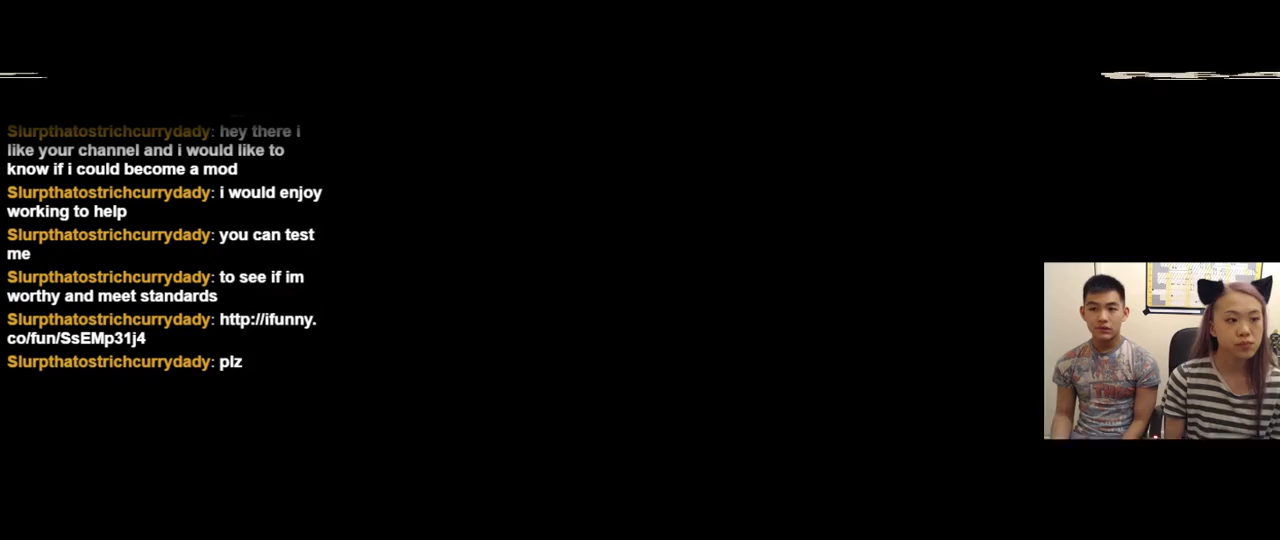 Slurpthatostrichcurrydady: hey there i
like your channel and i would like to
know if i could become a mod
Slurpthatostrichcurrydady: i would enjoy
working to help
Slurpthatostrichcurrydady: you can test
me
Slurpthatostrichcurrydady: to see if im
worthy and meet standards
Slurpthatostrichcurrydady: http://ifunny.
co/fun/SsEMp31j4
Slurpthatostrichcurrydady: plz